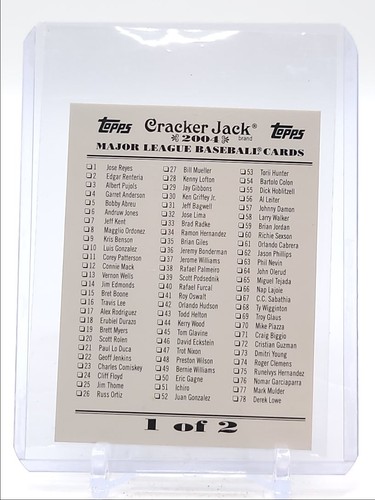 Topps Cracker Jack® Topps
2004 brand
MAJOR LEAGUE BASEBALL® CARDS
1 Jose Reyes
2 Edgar Renteria
3 Albert Pujols
4 Garret Anderson
5 Bobby Abreu
6 Andruw Jones
7 Jeff Kent
8 Magglio Ordonez
9 Kris Benson
10 Luis Gonzalez
11 Corey Patterson
12 Connie Mack
13 Vernon Wells
14 Jim Edmonds
15 Bret Boone
16 Travis Lee
17 Alex Rodriguez
18 Erubiel Durazo
19 Brett Myers
20 Scott Rolen
21 Paul Lo Duca
22 Geoff Jenkins
23 Charles Comiskey
24 Cliff Floyd
25 Jim Thome
26 Russ Ortiz
27 Bill Mueller
28 Kenny Lofton
29 Jay Gibbons
30 Ken Griffey Jr.
31 Jeff Bagwell
32 Jose Lima
33 Brad Radke
34 Ramon Hernandez
35 Brian Giles
36 Jeremy Bonderman
37 Jerome Williams
38 Rafael Palmeiro
39 Scott Podsednik
40 Rafael Furcal
41 Roy Oswalt
42 Orlando Hudson
43 Todd Helton
44 Kerry Wood
45 Tom Glavine
46 David Eckstein
47 Trot Nixon
48 Preston Wilson
49 Bernie Williams
50 Eric Gagne
51 Ichiro
52 Juan Gonzalez
53 Torii Hunter
54 Bartolo Colon
55 Dick Hoblitzell
56 Al Leiter
57 Johnny Damon
58 Larry Walker
59 Brian Jordan
60 Richie Sexson
61 Orlando Cabrera
62 Jason Phillips
63 Phil Nevin
64 John Olerud
65 Miguel Tejada
66 Nap Lajoie
67 C.C. Sabathia
68 Ty Wigginton
69 Troy Glaus
70 Mike Piazza
71 Craig Biggio
72 Cristian Guzman
73 Dmitri Young
74 Roger Clemens
75 Runelvys Hernandez
76 Nomar Garciaparra
77 Mark Mulder
78 Derek Lowe
1 of 2